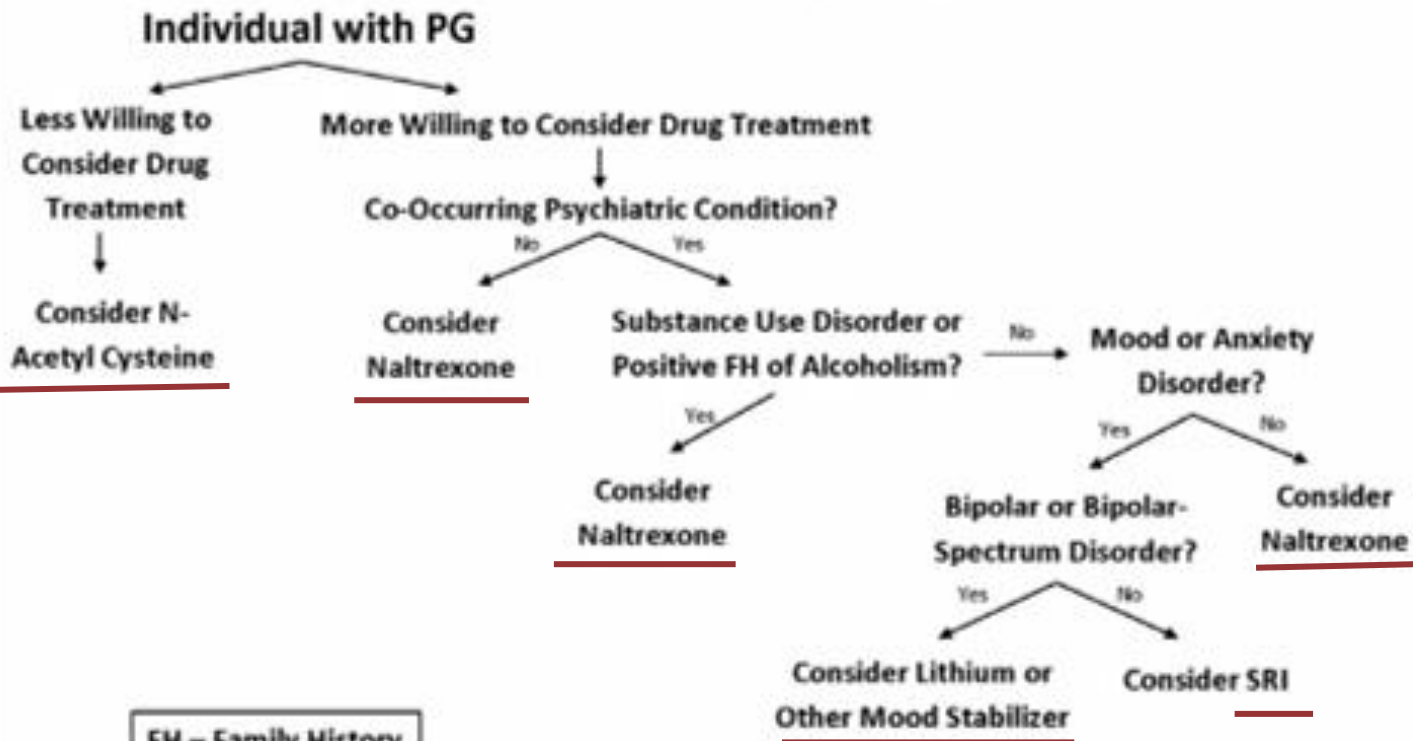 Individual with PG
Less Willing to
Consider Drug
Treatment
More Willing to Consider Drug Treatment
Co-Occurring Psychiatric Condition?
No
Yes
Consider N-
Acetyl Cysteine
Consider
Naltrexone
Substance Use Disorder or
Positive FH of Alcoholism?
No
Mood or Anxiety
Disorder?
Yes
Consider
Naltrexone
Yes
No
Bipolar or Bipolar-
Spectrum Disorder?
Consider
Naltrexone
Yes
No
Consider Lithium or
Other Mood Stabilizer
Consider SRI
FH – Family History